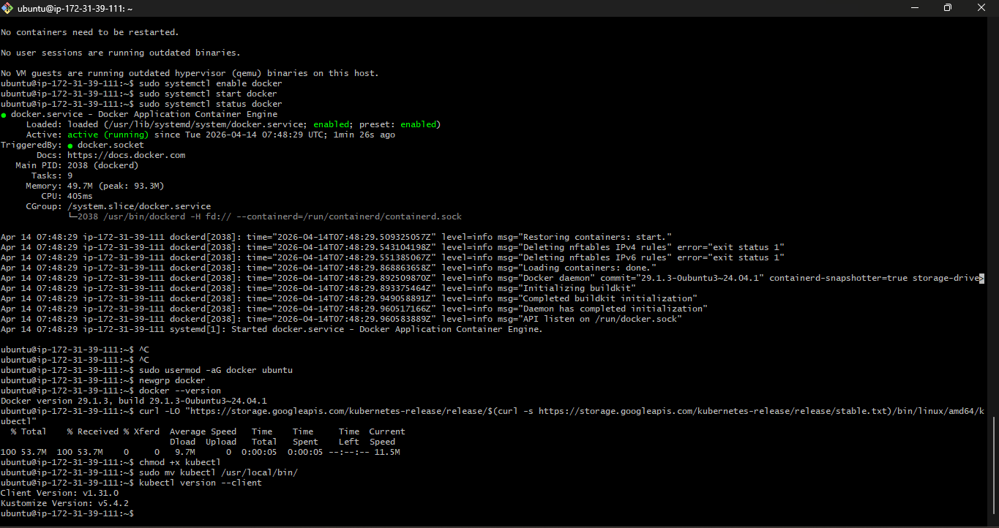 ubuntu@ip-172-31-39-111: ~
No containers need to be restarted.
No user sessions are running outdated binaries.
No VM guests are running outdated hypervisor (qemu) binaries on this host.
ubuntu@ip-172-31-39-111:~$ sudo systemctl enable docker
ubuntu@ip-172-31-39-111:~$ sudo systemctl start docker
ubuntu@ip-172-31-39-111:~$ sudo systemctl status docker
● docker.service - Docker Application Container Engine
     Loaded: loaded (/usr/lib/systemd/system/docker.service; enabled; preset: enabled)
     Active: active (running) since Tue 2026-04-14 07:48:29 UTC; 1min 26s ago
TriggeredBy: ● docker.socket
       Docs: https://docs.docker.com
   Main PID: 2038 (dockerd)
      Tasks: 9
     Memory: 49.7M (peak: 93.3M)
        CPU: 405ms
     CGroup: /system.slice/docker.service
             └─2038 /usr/bin/dockerd -H fd:// --containerd=/run/containerd/containerd.sock
Apr 14 07:48:29 ip-172-31-39-111 dockerd[2038]: time="2026-04-14T07:48:29.509325057Z" level=info msg="Restoring containers: start."
Apr 14 07:48:29 ip-172-31-39-111 dockerd[2038]: time="2026-04-14T07:48:29.543104198Z" level=info msg="Deleting nftables IPv4 rules" error="exit status 1"
Apr 14 07:48:29 ip-172-31-39-111 dockerd[2038]: time="2026-04-14T07:48:29.551385067Z" level=info msg="Deleting nftables IPv6 rules" error="exit status 1"
Apr 14 07:48:29 ip-172-31-39-111 dockerd[2038]: time="2026-04-14T07:48:29.868863658Z" level=info msg="Loading containers: done."
Apr 14 07:48:29 ip-172-31-39-111 dockerd[2038]: time="2026-04-14T07:48:29.892509870Z" level=info msg="Docker daemon" commit="29.1.3-0ubuntu3~24.04.1" containerd-snapshotter=true storage-drive>
Apr 14 07:48:29 ip-172-31-39-111 dockerd[2038]: time="2026-04-14T07:48:29.893375464Z" level=info msg="Initializing buildkit"
Apr 14 07:48:29 ip-172-31-39-111 dockerd[2038]: time="2026-04-14T07:48:29.949058891Z" level=info msg="Completed buildkit initialization"
Apr 14 07:48:29 ip-172-31-39-111 dockerd[2038]: time="2026-04-14T07:48:29.960517166Z" level=info msg="Daemon has completed initialization"
Apr 14 07:48:29 ip-172-31-39-111 dockerd[2038]: time="2026-04-14T07:48:29.960583889Z" level=info msg="API listen on /run/docker.sock"
Apr 14 07:48:29 ip-172-31-39-111 systemd[1]: Started docker.service - Docker Application Container Engine.
ubuntu@ip-172-31-39-111:~$ ^C
ubuntu@ip-172-31-39-111:~$ ^C
ubuntu@ip-172-31-39-111:~$ sudo usermod -aG docker ubuntu
ubuntu@ip-172-31-39-111:~$ newgrp docker
ubuntu@ip-172-31-39-111:~$ docker --version
Docker version 29.1.3, build 29.1.3-0ubuntu3~24.04.1
ubuntu@ip-172-31-39-111:~$ curl -LO "https://storage.googleapis.com/kubernetes-release/release/$(curl -s https://storage.googleapis.com/kubernetes-release/release/stable.txt)/bin/linux/amd64/k
ubectl"
  % Total    % Received % Xferd  Average Speed   Time    Time     Time  Current
                                 Dload  Upload   Total   Spent    Left  Speed
100 53.7M  100 53.7M    0     0   9.7M      0  0:00:05  0:00:05 --:--:-- 11.5M
ubuntu@ip-172-31-39-111:~$ chmod +x kubectl
ubuntu@ip-172-31-39-111:~$ sudo mv kubectl /usr/local/bin/
ubuntu@ip-172-31-39-111:~$ kubectl version --client
Client Version: v1.31.0
Kustomize Version: v5.4.2
ubuntu@ip-172-31-39-111:~$